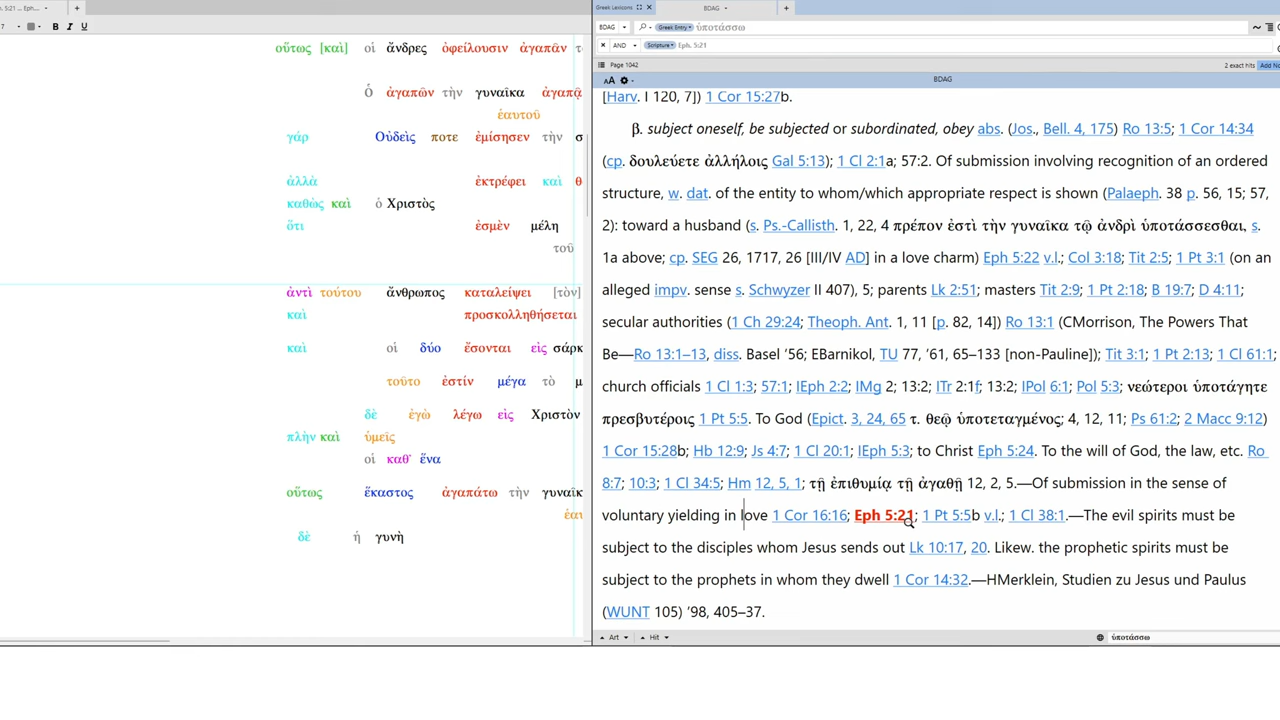 5:21 ... Eph...
Greek Lexicons
BDAG
7
B I U
BDAG
Greek Entry
ὑποτάσσω
AND
Scripture
Eph. 5:21
Page 1042
2 exact hits
Add No
AA
BDAG
οὕτως [καὶ] οἱ ἄνδρες ὀφείλουσιν ἀγαπᾶν τ
ὁ ἀγαπῶν τὴν γυναῖκα ἀγαπᾷ
ἑαυτοῦ
γάρ Οὐδεὶς ποτε ἐμίσησεν τὴν σ
ἀλλὰ ἐκτρέφει καὶ θ
καθὼς καὶ ὁ Χριστὸς
ὅτι ἐσμὲν μέλη
τοῦ
ἀντὶ τούτου ἄνθρωπος καταλείψει [τὸν]
καὶ προσκολληθήσεται
καὶ οἱ δύο ἔσονται εἰς σάρκ
τοῦτο ἐστίν μέγα τὸ μ
δὲ ἐγὼ λέγω εἰς Χριστὸν
πλὴν καὶ ὑμεῖς
οἱ καθ᾽ ἕνα
οὕτως ἕκαστος ἀγαπάτω τὴν γυναῖκ
ἑαυ
δὲ ἡ γυνὴ
[Harv. I 120, 7]) 1 Cor 15:27b.
β. subject oneself, be subjected or subordinated, obey abs. (Jos., Bell. 4, 175) Ro 13:5; 1 Cor 14:34
(cp. δουλεύετε ἀλλήλοις Gal 5:13); 1 Cl 2:1a; 57:2. Of submission involving recognition of an ordered
structure, w. dat. of the entity to whom/which appropriate respect is shown (Palaeph. 38 p. 56, 15; 57,
2): toward a husband (s. Ps.-Callisth. 1, 22, 4 πρέπον ἐστὶ τὴν γυναῖκα τῷ ἀνδρὶ ὑποτάσσεσθαι, s.
1a above; cp. SEG 26, 1717, 26 [III/IV AD] in a love charm) Eph 5:22 v.l.; Col 3:18; Tit 2:5; 1 Pt 3:1 (on an
alleged impv. sense s. Schwyzer II 407), 5; parents Lk 2:51; masters Tit 2:9; 1 Pt 2:18; B 19:7; D 4:11;
secular authorities (1 Ch 29:24; Theoph. Ant. 1, 11 [p. 82, 14]) Ro 13:1 (CMorrison, The Powers That
Be—Ro 13:1–13, diss. Basel ’56; EBarnikol, TU 77, ’61, 65–133 [non-Pauline]); Tit 3:1; 1 Pt 2:13; 1 Cl 61:1;
church officials 1 Cl 1:3; 57:1; IEph 2:2; IMg 2; 13:2; ITr 2:1f; 13:2; IPol 6:1; Pol 5:3; νεώτεροι ὑποτάγητε
πρεσβυτέροις 1 Pt 5:5. To God (Epict. 3, 24, 65 τ. θεῷ ὑποτεταγμένος; 4, 12, 11; Ps 61:2; 2 Macc 9:12)
1 Cor 15:28b; Hb 12:9; Js 4:7; 1 Cl 20:1; IEph 5:3; to Christ Eph 5:24. To the will of God, the law, etc. Ro
8:7; 10:3; 1 Cl 34:5; Hm 12, 5, 1; τῇ ἐπιθυμίᾳ τῇ ἀγαθῇ 12, 2, 5.—Of submission in the sense of
voluntary yielding in love 1 Cor 16:16; Eph 5:21; 1 Pt 5:5b v.l.; 1 Cl 38:1.—The evil spirits must be
subject to the disciples whom Jesus sends out Lk 10:17, 20. Likew. the prophetic spirits must be
subject to the prophets in whom they dwell 1 Cor 14:32.—HMerklein, Studien zu Jesus und Paulus
(WUNT 105) ’98, 405–37.
Art Hit ὑποτάσσω